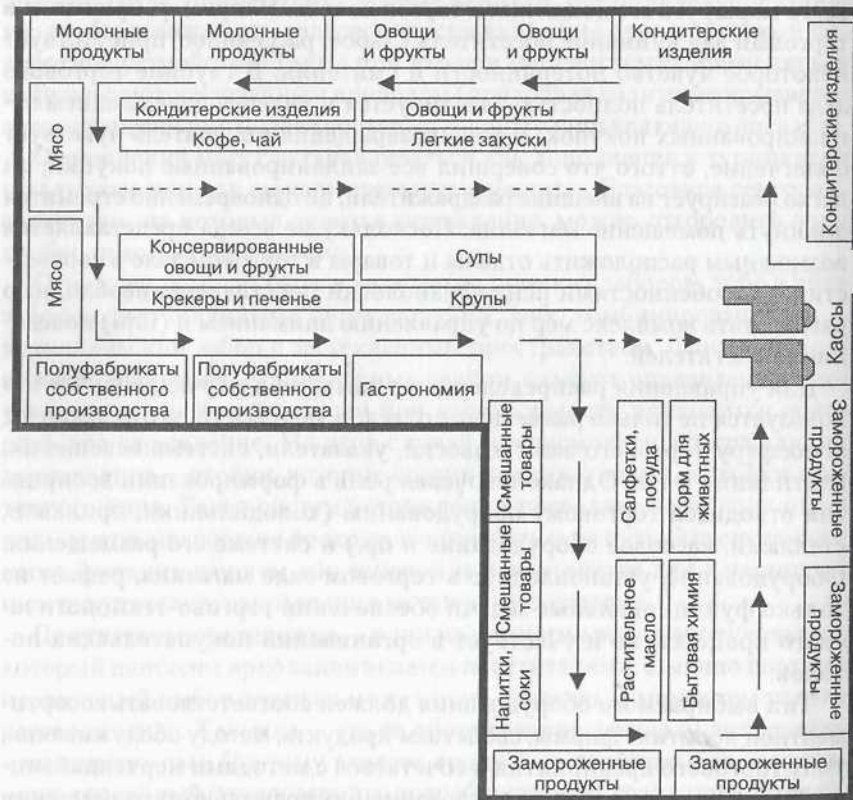 Молочные
продукты
Молочные
продукты
Овощи
и фрукты
Овощи
и фрукты
Кондитерские
Кондитерские изделия
Мясо
Кондитерские изделия
Овощи и фрукты
Кофе, чай
Легкие закуски
Мясо
Консервированные
овощи и фрукты
Супы
Крекеры и печенье
Крупы
Кассы
Полуфабрикаты
собственного
производства
Полуфабрикаты
собственного
производства
Гастрономия
Смешанные
товары
Салфетки,
посуда
Корм для
животных
Замороженные
продукты
Напитки,
соки
Смешанные
товары
Растительное
масло
Бытовая химия
Замороженные
продукты
Замороженные
продукты
Замороженные
продукты